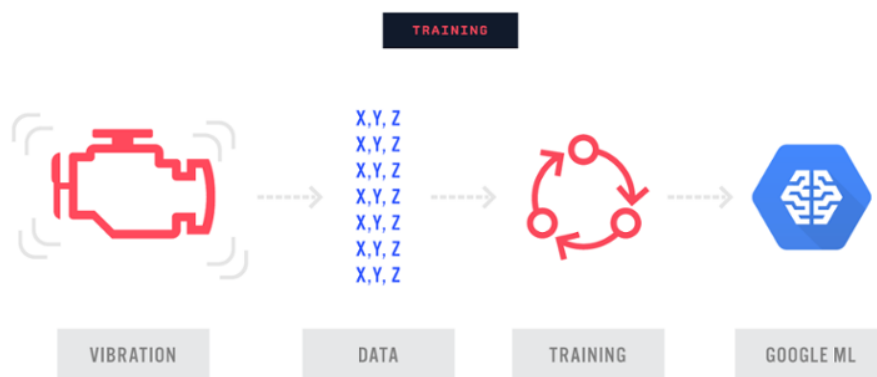 TRAINING
X,Y, Z
X,Y, Z
X,Y, Z
X,Y, Z
X,Y, Z
X,Y, Z
X,Y, Z
VIBRATION
DATA
TRAINING
GOOGLE ML